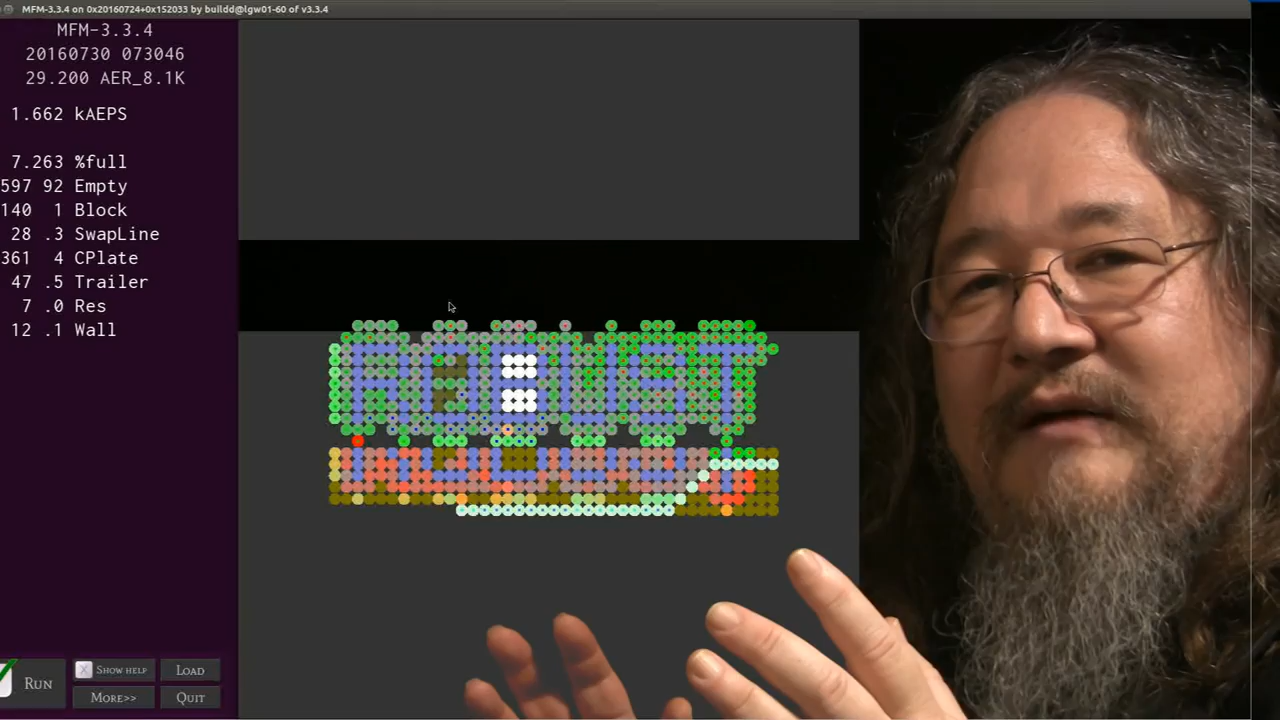 MFM-3.3.4 on 0x20160724+0x152033 by buildd@lgw01-60 of v3.3.4
MFM-3.3.4
20160730 073046
29.200 AER_8.1K
1.662 kAEPS
7.263 %full
597 92 Empty
140 1 Block
28 .3 SwapLine
361 4 CPlate
47 .5 Trailer
7 .0 Res
12 .1 Wall
ROBUST
RUN
SHOW HELP
LOAD
MORE>>
QUIT